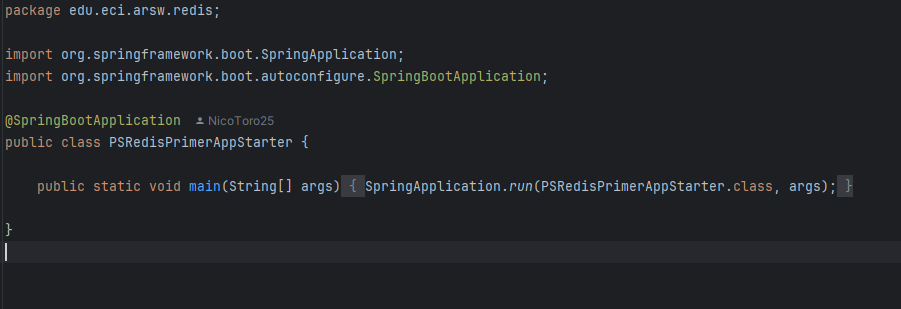 package edu.eci.arsw.redis;
import org.springframework.boot.SpringApplication;
import org.springframework.boot.autoconfigure.SpringBootApplication;
@SpringBootApplication NicoToro25
public class PSRedisPrimerAppStarter {
public static void main(String[] args) { SpringApplication.run(PSRedisPrimerAppStarter.class, args); }
}